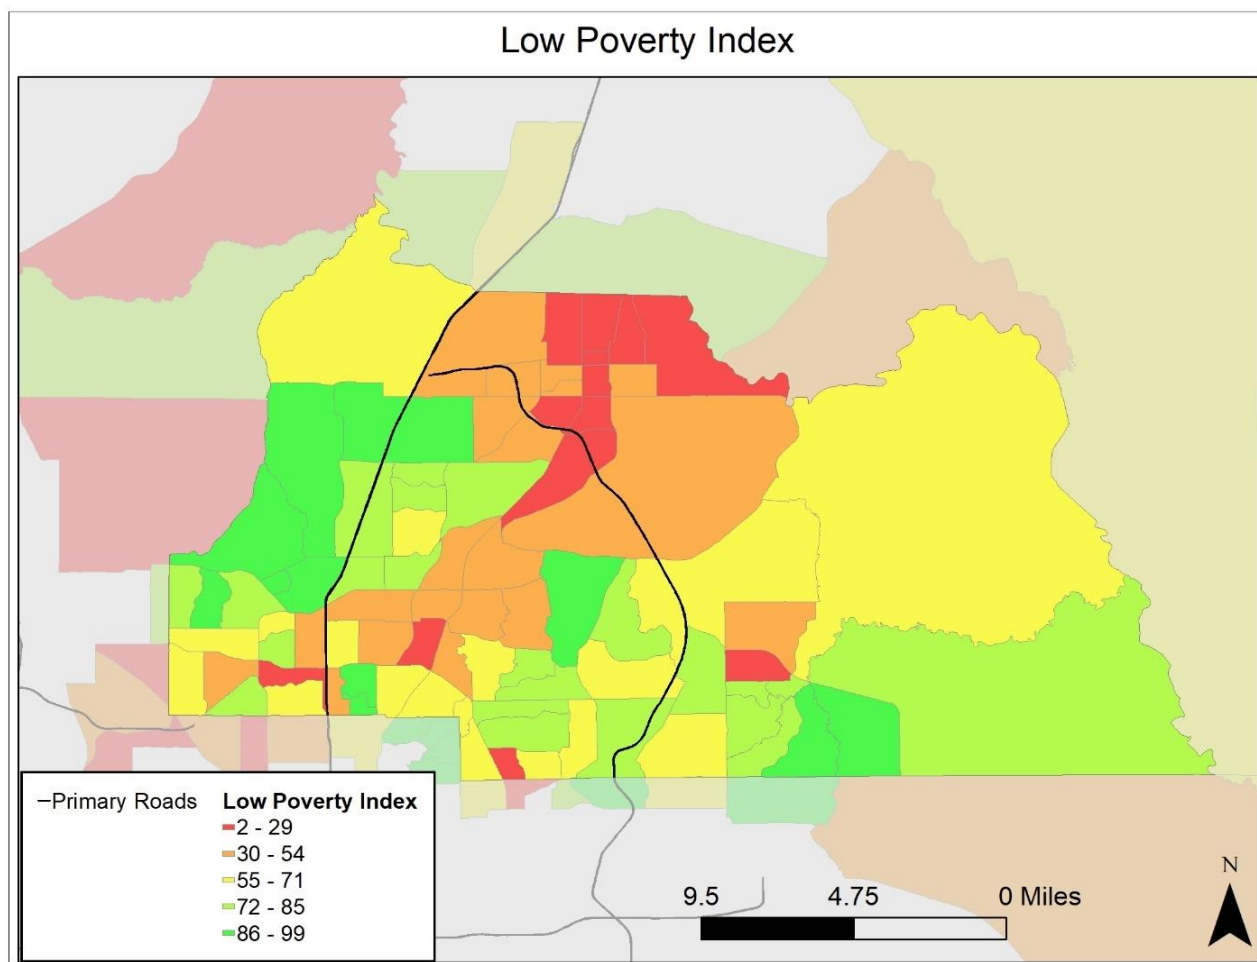 Low Poverty Index
Primary Roads
Low Poverty Index
2 - 29
30 - 54
55 - 71
72 - 85
86 - 99
9.5 4.75 0 Miles
N